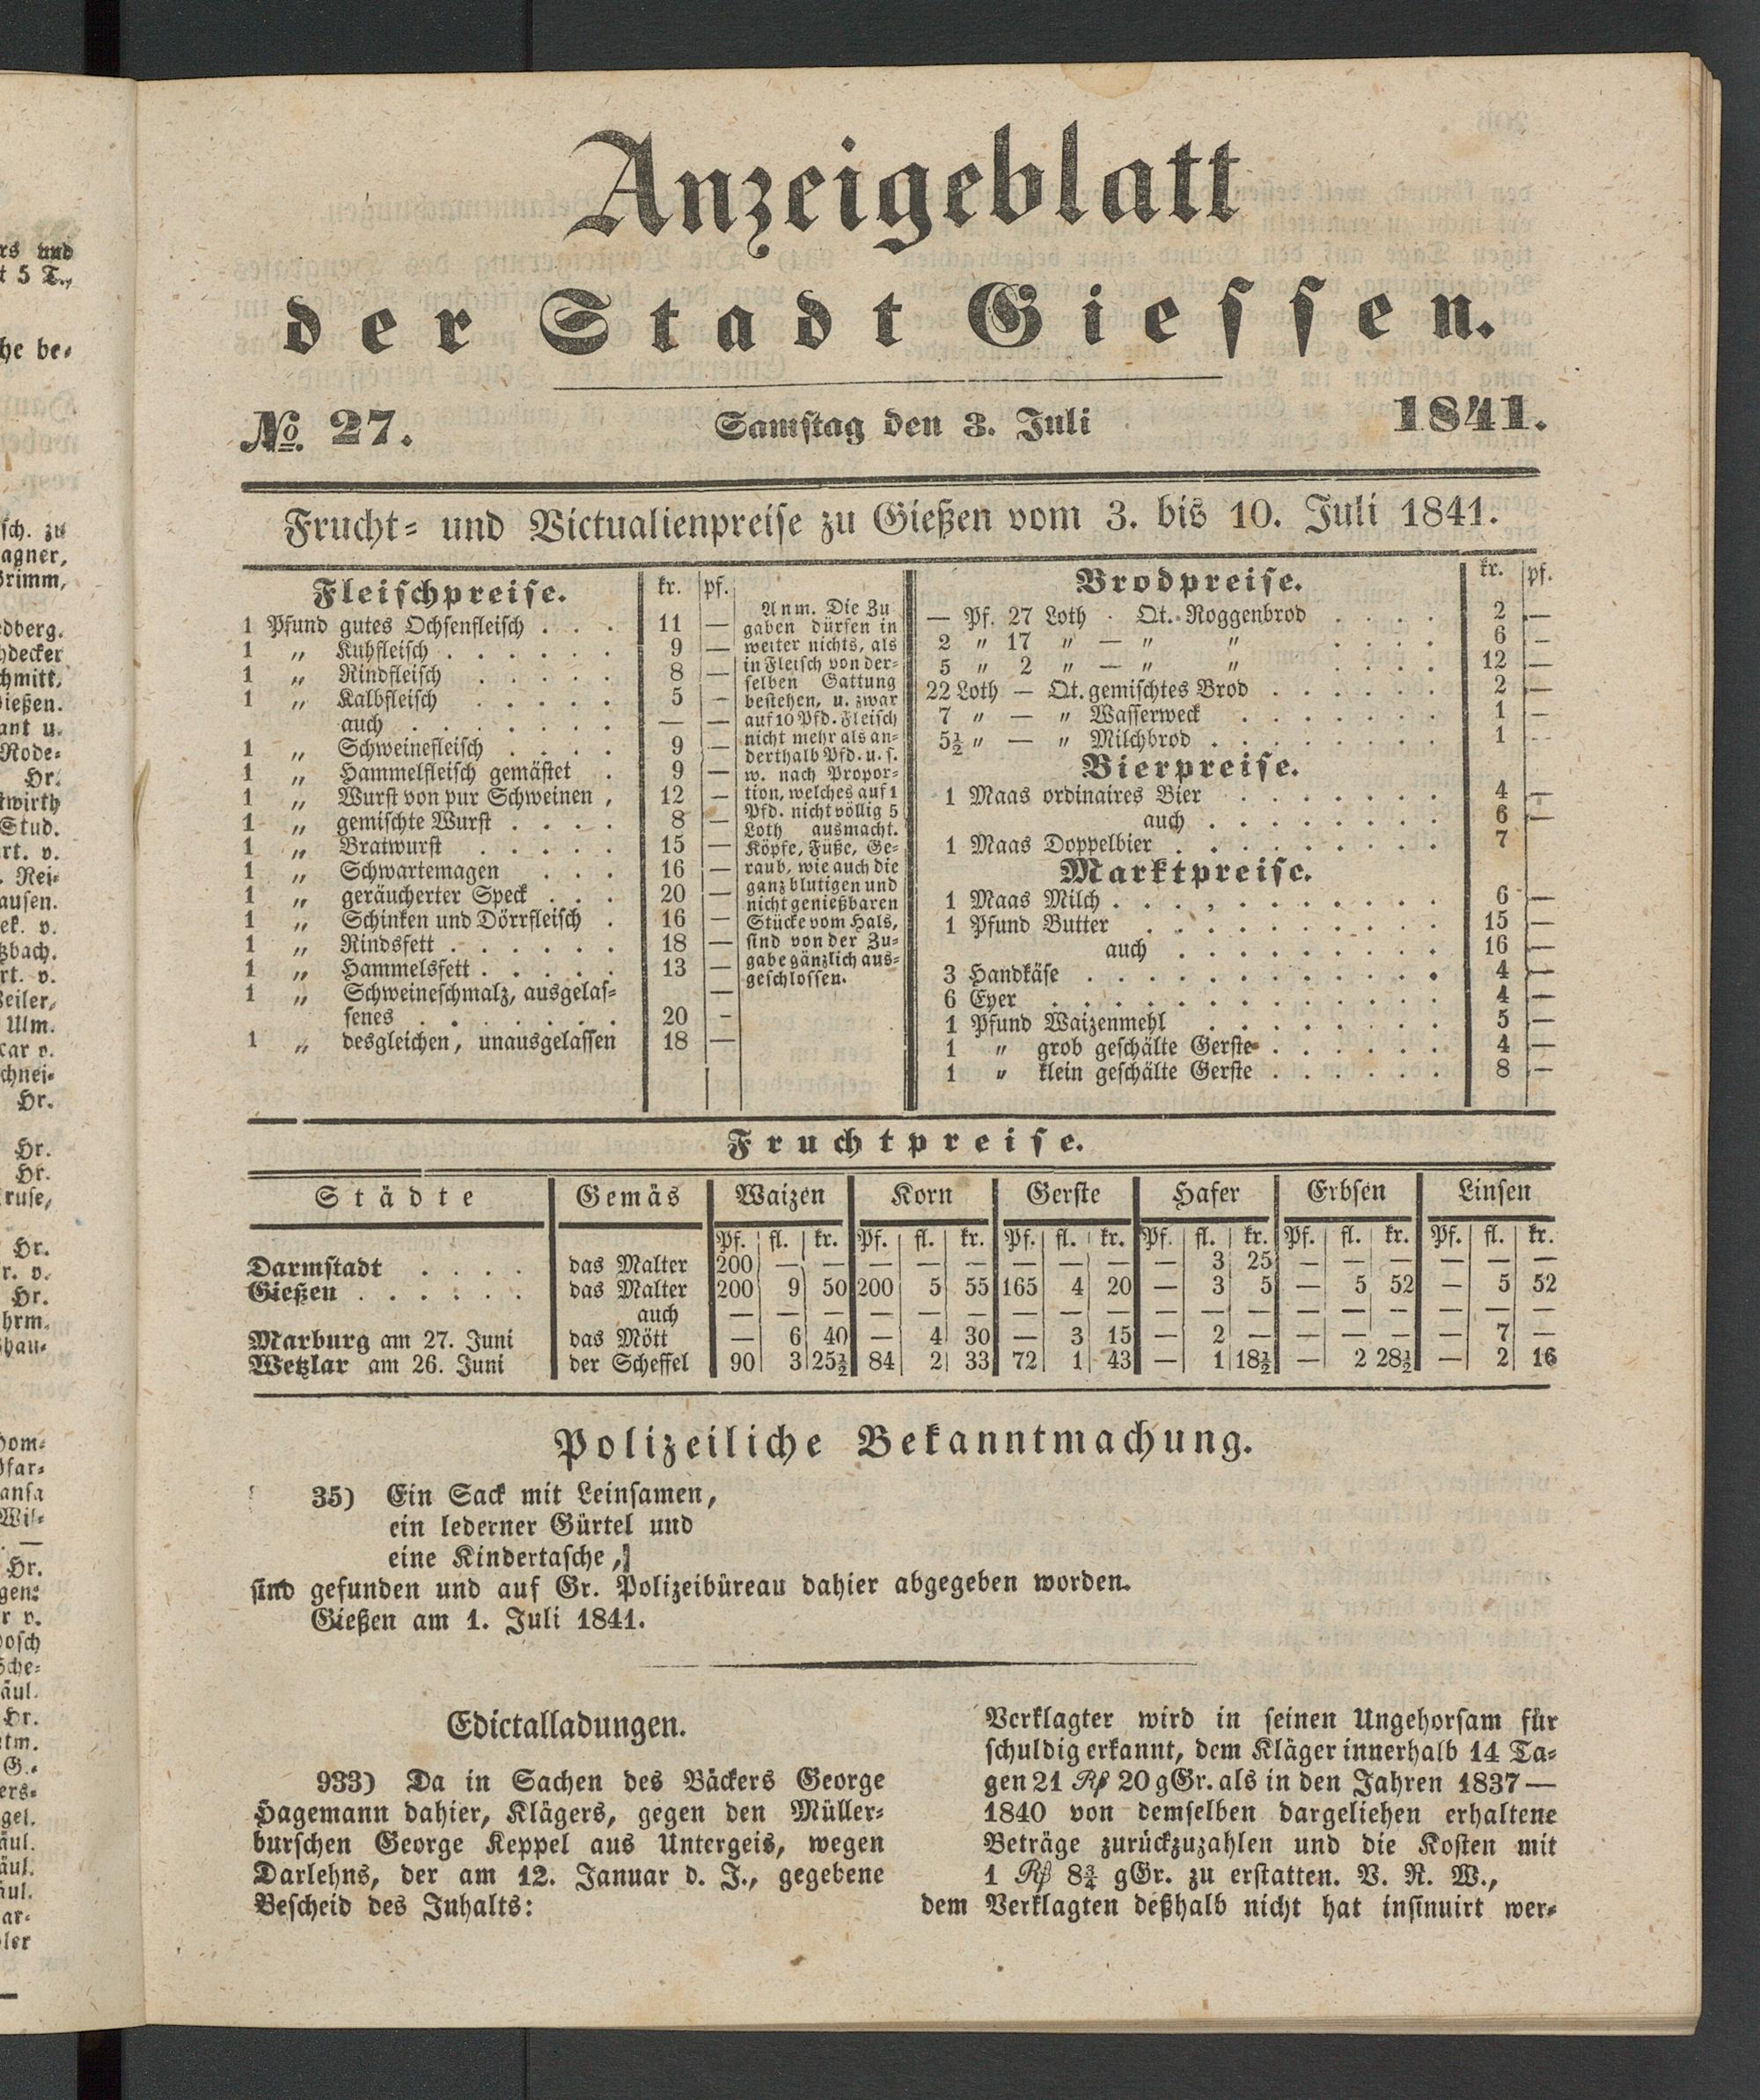 Anzeigeblatt
der Stadt Giessen.
№ 27. Samstag den 3. Juli 1841.
Frucht- und Victualienpreise zu Gießen vom 3. bis 10. Juli 1841.
Fleischpreise. kr. pf.
1 Pfund gutes Ochsenfleisch . . . 11 —
1 „ Kuhfleisch . . . . . . 9 —
1 „ Rindfleisch . . . . . 8 —
1 „ Kalbfleisch . . . . . 5 —
auch . . . . . . . — —
1 „ Schweinefleisch . . . . 9 —
1 „ Hammelfleisch gemästet . 9 —
1 „ Wurst von pur Schweinen , 12 —
1 „ gemischte Wurst . . . . 8 —
1 „ Bratwurst . . . . . 15 —
1 „ Schwartemagen . . . 16 —
1 „ geräucherter Speck . . . 20 —
1 „ Schinken und Dörrfleisch . 16 —
1 „ Rindsfett . . . . . . 18 —
1 „ Hammelsfett . . . . . 13 —
1 „ Schweineschmalz, ausgelas- —
senes . . . . . . . 20 -
1 „ desgleichen, unausgelassen 18 —
Anm. Die Zu
gaben dürfen in
weiter nichts, als
in Fleisch von der-
selben Gattung
bestehen, u. zwar
auf 10 Pfd. Fleisch
nicht mehr als an-
derthalb Pfd. u. s.
w. nach Propor-
tion, welches auf 1
Pfd. nicht völlig 5
Loth ausmacht.
Köpfe, Füße, Ge-
raub, wie auch die
ganz blutigen und
nicht genießbaren
Stücke vom Hals,
sind von der Zu-
gabe gänzlich aus-
geschlossen.
Brodpreise. kr. pf.
— Pf. 27 Loth · Qt. Roggenbrod . . . . 2 —
2 „ 17 „ — „ „ . . . . 6 —
5 „ 2 „ — „ „ . . . . 12 —
22 Loth — Qt. gemischtes Brod . . . . . . 2 —
7 „ — „ Wasserweck . . . . . . . 1 —
5½ „ — „ Milchbrod . . . . . . . . 1 --
Bierpreise.
1 Maas ordinaires Bier . . . . . . . 4 —
auch . . . . . . . . 6 —
1 Maas Doppelbier . . . . . . . . . 7
Marktpreise.
1 Maas Milch . . . . . . . . . . . 6 —
1 Pfund Butter . . . . . . . . . . 15 —
auch . . . . . . . . . 16 —
3 Handkäse . . . . . . . . . . . . 4 —
6 Eyer . . . . . . . . . . . . . 4 —
1 Pfund Waizenmehl . . . . . . . . 5 —
1 „ grob geschälte Gerste . . . . . . 4 —
1 „ klein geschälte Gerste . . . . . . 8 —
Fruchtpreise.
Städte Gemäs Waizen Korn Gerste Hafer Erbsen Linsen
Pf. fl. kr. Pf. fl. kr. Pf. fl. kr. Pf. fl. kr. Pf. fl. kr. Pf. fl. kr.
Darmstadt . . . . das Malter 200 — — — — — — — — — 3 25 — — — — — —
Gießen . . . . . . das Malter 200 9 50 200 5 55 165 4 20 — 3 5 — 5 52 — 5 52
auch — — — — — — — — — — — — — — — — — —
Marburg am 27. Juni das Mött — 6 40 — 4 30 — 3 15 — 2 — — — — — 7 —
Wetzlar am 26. Juni der Scheffel 90 3 25½ 84 2 33 72 1 43 — 1 18½ — 2 28½ — 2 16
Polizeiliche Bekanntmachung.
35) Ein Sack mit Leinsamen,
ein lederner Gürtel und
eine Kindertasche,
sind gefunden und auf Gr. Polizeibüreau dahier abgegeben worden.
Gießen am 1. Juli 1841.
Edictalladungen.
933) Da in Sachen des Bäckers George
Hagemann dahier, Klägers, gegen den Müller-
burschen George Keppel aus Untergeis, wegen
Darlehns, der am 12. Januar d. J., gegebene
Bescheid des Inhalts:
Verklagter wird in seinen Ungehorsam für
schuldig erkannt, dem Kläger innerhalb 14 Ta-
gen 21 Rß 20 gGr. als in den Jahren 1837—
1840 von demselben dargeliehen erhaltene
Beträge zurückzuzahlen und die Kosten mit
1 Rß 8¾ gGr. zu erstatten. V. R. W.,
dem Verklagten deßhalb nicht hat insinuirt wer-